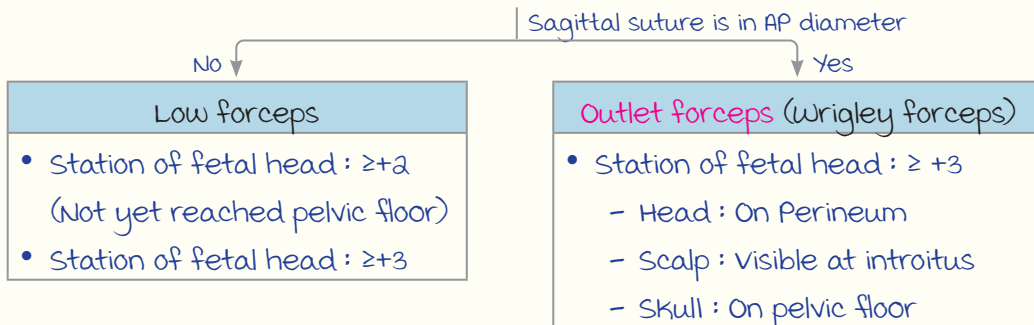 Sagittal suture is in AP diameter
No
Yes
Low forceps
• Station of fetal head : ≥+2
(Not yet reached pelvic floor)
• Station of fetal head : ≥+3
Outlet forceps (Wrigley forceps)
• Station of fetal head : ≥ +3
– Head : On Perineum
– Scalp : Visible at introitus
– Skull : On pelvic floor